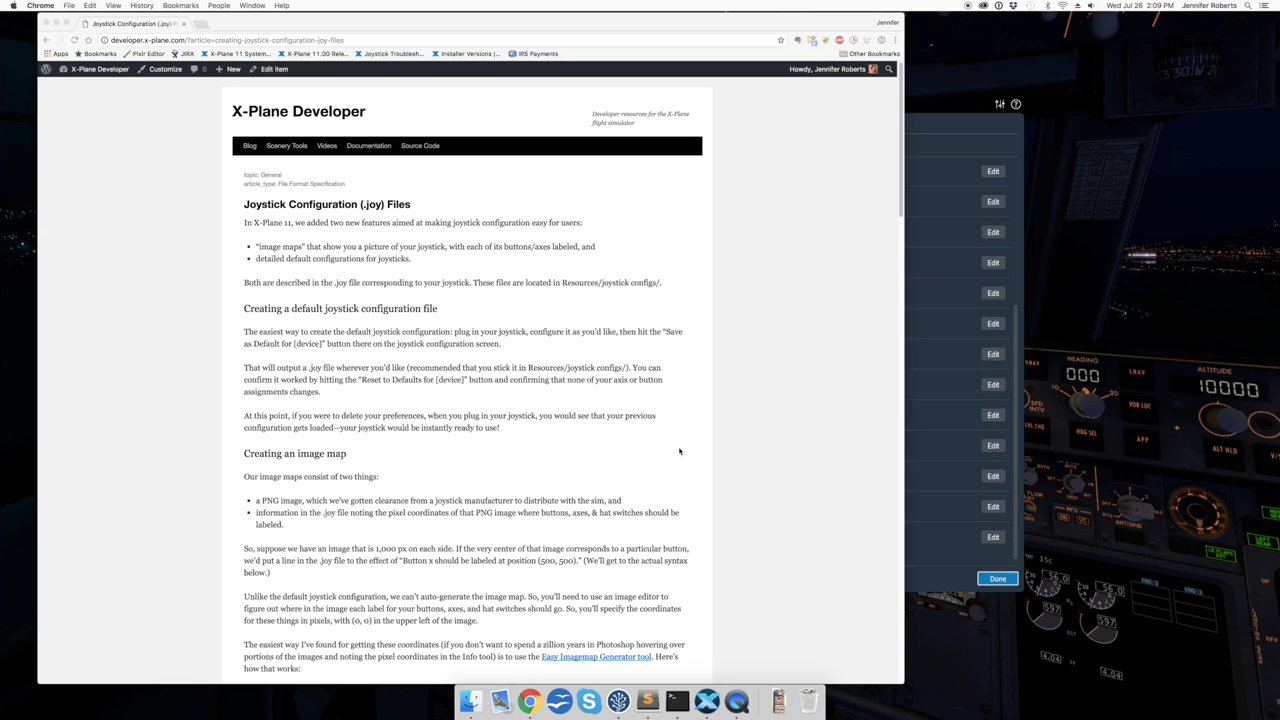 Chrome File Edit View History Bookmarks People Window Help Wed Jul 26 2:09 PM Jennifer Roberts
Joystick Configuration (.joy) F Jennifer
developer.x-plane.com/?article=creating-joystick-configuration-joy-files
Apps Bookmarks Pixlr Editor JIRA X-Plane 11 System... X-Plane 11.00 Rele... Joystick Troublesh... Installer Versions |... IRS Payments Other Bookmarks
X-Plane Developer Customize 0 New Edit item Howdy, Jennifer Roberts
X-Plane Developer
Developer resources for the X-Plane
flight simulator
Blog Scenery Tools Videos Documentation Source Code
topic: General
article_type: File Format Specification
Joystick Configuration (.joy) Files
In X-Plane 11, we added two new features aimed at making joystick configuration easy for users:
"image maps" that show you a picture of your joystick, with each of its buttons/axes labeled, and
detailed default configurations for joysticks.
Both are described in the .joy file corresponding to your joystick. These files are located in Resources/joystick configs/.
Creating a default joystick configuration file
The easiest way to create the default joystick configuration: plug in your joystick, configure it as you'd like, then hit the "Save
as Default for [device]" button there on the joystick configuration screen.
That will output a .joy file wherever you'd like (recommended that you stick it in Resources/joystick configs/). You can
confirm it worked by hitting the "Reset to Defaults for [device]" button and confirming that none of your axis or button
assignments changes.
At this point, if you were to delete your preferences, when you plug in your joystick, you would see that your previous
configuration gets loaded—your joystick would be instantly ready to use!
Creating an image map
Our image maps consist of two things:
a PNG image, which we've gotten clearance from a joystick manufacturer to distribute with the sim, and
information in the .joy file noting the pixel coordinates of that PNG image where buttons, axes, & hat switches should be
labeled.
So, suppose we have an image that is 1,000 px on each side. If the very center of that image corresponds to a particular button,
we'd put a line in the .joy file to the effect of "Button x should be labeled at position (500, 500)." (We'll get to the actual syntax
below.)
Unlike the default joystick configuration, we can't auto-generate the image map. So, you'll need to use an image editor to
figure out where in the image each label for your buttons, axes, and hat switches should go. So, you'll specify the coordinates
for these things in pixels, with (0, 0) in the upper left of the image.
The easiest way I've found for getting these coordinates (if you don't want to spend a zillion years in Photoshop hovering over
portions of the images and noting the pixel coordinates in the Info tool) is to use the Easy Imagemap Generator tool. Here's
how that works:
Edit
Edit
Edit
Edit
Edit
Edit
Edit
Edit
Edit
Edit
Edit
Edit
Edit
Done
HEADING
000
ALTITUDE
10000
LNAV
VNAV
SPD
INTV
VOR LOC
HDG SEL
APP
ALT HLD
V/S
15c
56.0
56.0
597
597
4.04
4.04